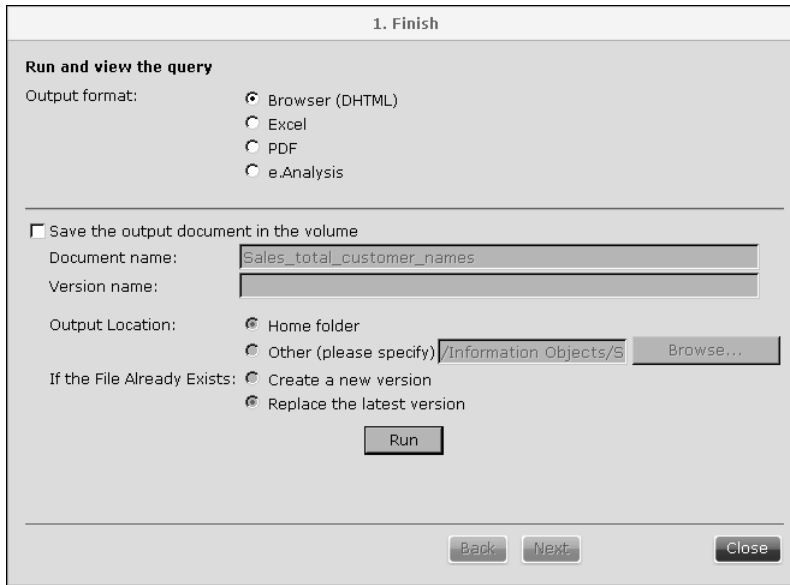 1. Finish
Run and view the query
Output format:
Browser (DHTML)
Excel
PDF
e.Analysis
Save the output document in the volume
Document name: Sales_total_customer_names
Version name:
Output Location: Home folder
Other (please specify) /Information Objects/S Browse...
If the File Already Exists: Create a new version
Replace the latest version
Run
Back Next Close